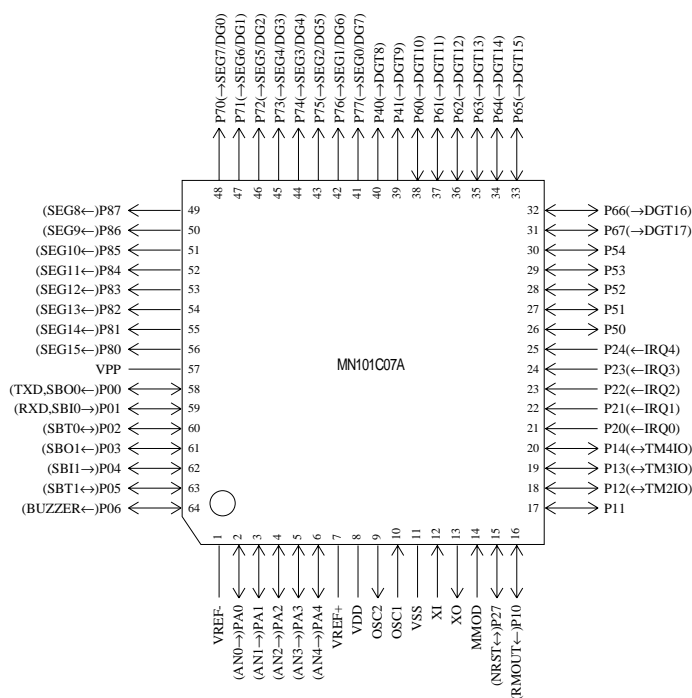 P70(→SEG7/DG0)
P71(→SEG6/DG1)
P72(→SEG5/DG2)
P73(→SEG4/DG3)
P74(→SEG3/DG4)
P75(→SEG2/DG5)
P76(→SEG1/DG6)
P77(→SEG0/DG7)
P40(→DGT8)
P41(→DGT9)
P60(→DGT10)
P61(→DGT11)
P62(→DGT12)
P63(→DGT13)
P64(→DGT14)
P65(→DGT15)
48 47 46 45 44 43 42 41 40 39 38 37 36 35 34 33
(SEG8←)P87 49
(SEG9←)P86 50
(SEG10←)P85 51
(SEG11←)P84 52
(SEG12←)P83 53
(SEG13←)P82 54
(SEG14←)P81 55
(SEG15←)P80 56
VPP 57
(TXD,SBO0←)P00 58
(RXD,SBI0→)P01 59
(SBT0↔)P02 60
(SBO1←)P03 61
(SBI1→)P04 62
(SBT1↔)P05 63
(BUZZER←)P06 64
MN101C07A
32 P66(→DGT16)
31 P67(→DGT17)
30 P54
29 P53
28 P52
27 P51
26 P50
25 P24(←IRQ4)
24 P23(←IRQ3)
23 P22(←IRQ2)
22 P21(←IRQ1)
21 P20(←IRQ0)
20 P14(↔TM4IO)
19 P13(↔TM3IO)
18 P12(↔TM2IO)
17 P11
1 2 3 4 5 6 7 8 9 10 11 12 13 14 15 16
VREF-
(AN0→)PA0
(AN1→)PA1
(AN2→)PA2
(AN3→)PA3
(AN4→)PA4
VREF+
VDD
OSC2
OSC1
VSS
XI
XO
MMOD
(NRST↔)P27
(RMOUT←)P10